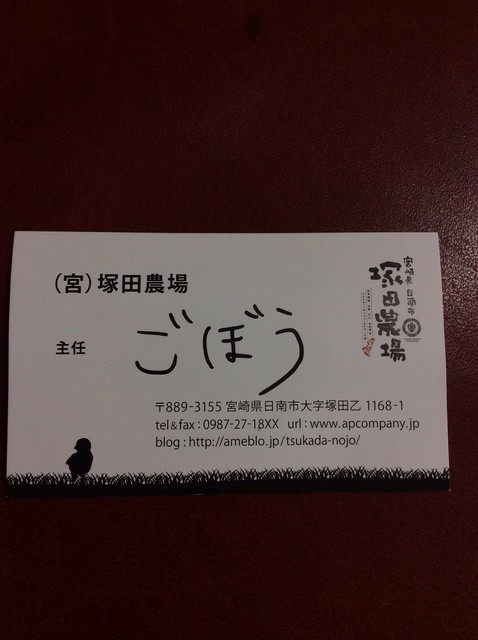 (宮)塚田農場
主任
ごぼう
〒889-3155 宮崎県日南市大字塚田乙 1168-1
tel & fax : 0987-27-18XX url : www.apcompany.jp
blog : http://ameblo.jp/tsukada-nojo/
宮崎県日南市
塚田農場